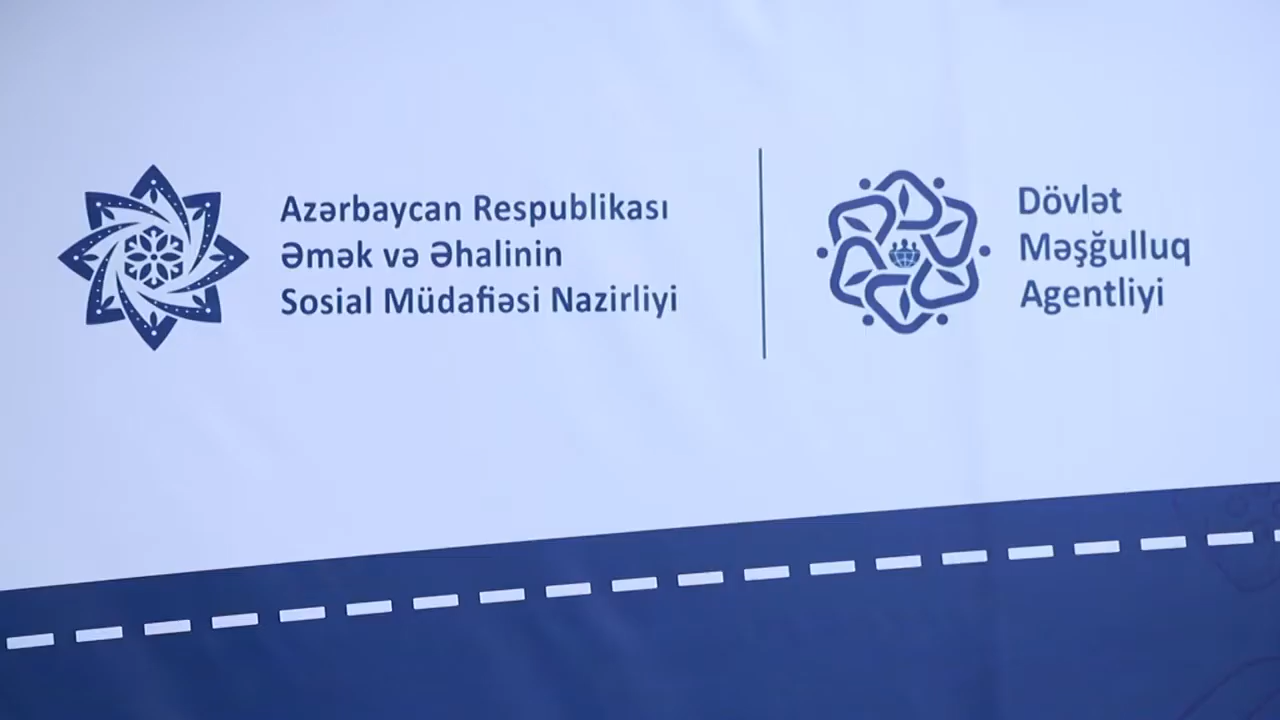 Azərbaycan Respublikası
Əmək və Əhalinin
Sosial Müdafiəsi Nazirliyi
Dövlət
Məşğulluq
Agentliyi